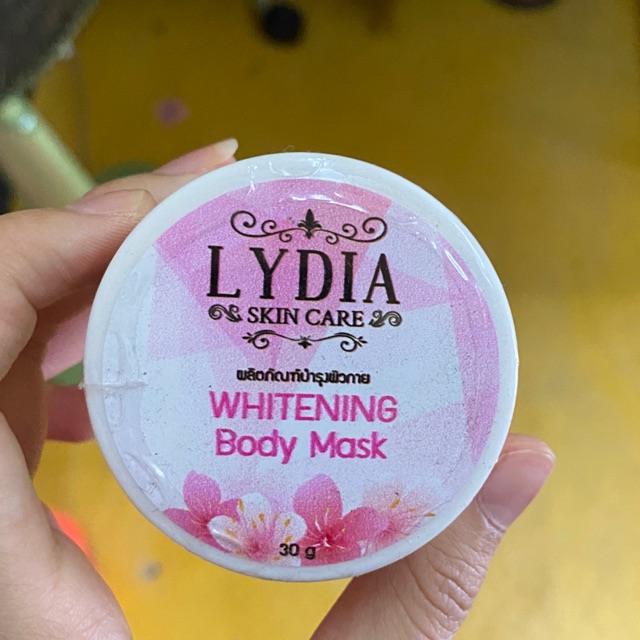 LYDIA
SKIN CARE
ผลิตภัณฑ์บำรุงผิวกาย
WHITENING
Body Mask
30 g